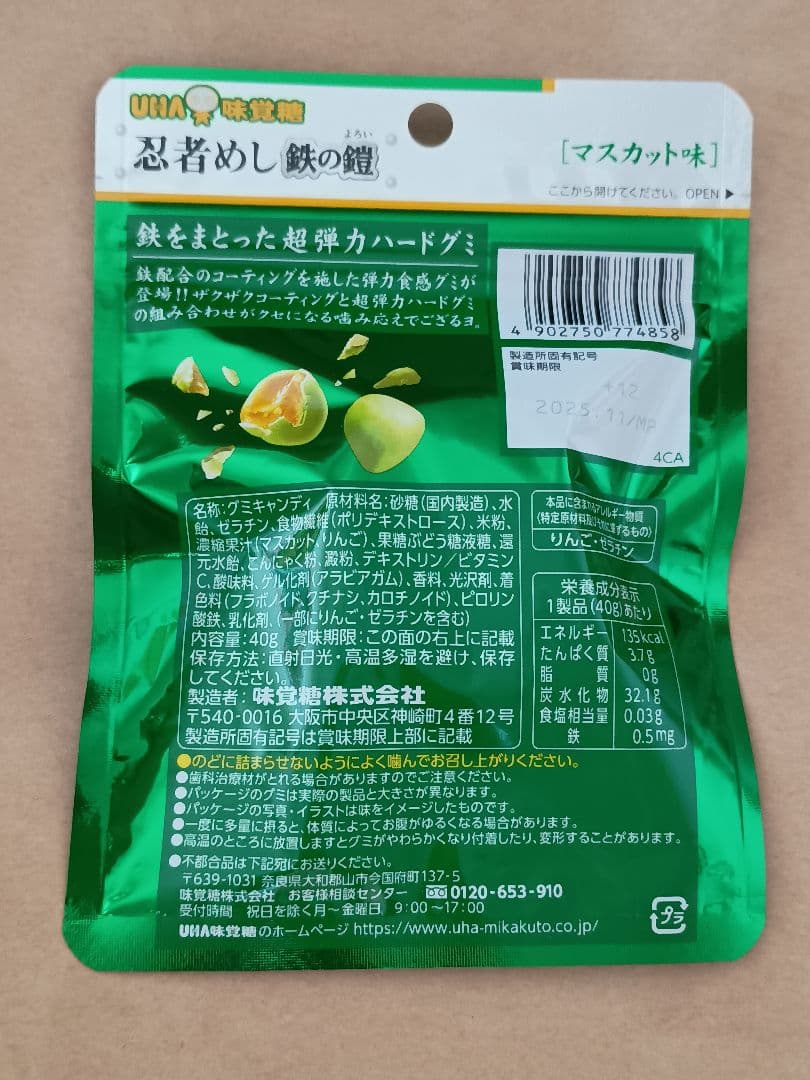 UHA味覚糖
よろい
忍者めし 鉄の鎧
[マスカット味]
ここから開けてください。OPEN▶
鉄をまとった超弾力ハードグミ
鉄配合のコーティングを施した弾力食感グミが
登場!!ザクザクコーティングと超弾力ハードグミ
の組み合わせがクセになる噛み応えでござるヨ。
4 902750 774858
製造所固有記号
賞味期限
+12
2025.11/MP
4CA
名称:グミキャンディ 原材料名:砂糖(国内製造)、水
飴、ゼラチン、食物繊維(ポリデキストロース)、米粉、
濃縮果汁(マスカット、りんご)、果糖ぶどう糖液糖、還
元水飴、こんにゃく粉、澱粉、デキストリン/ビタミン
C、酸味料、ゲル化剤(アラビアガム)、香料、光沢剤、着
色料(フラボノイド、クチナシ、カロチノイド)、ピロリン
酸鉄、乳化剤、(一部にりんご・ゼラチンを含む)
内容量:40g 賞味期限:この面の右上に記載
保存方法:直射日光・高温多湿を避け、保存
してください。
製造者:味覚糖株式会社
〒540-0016 大阪市中央区神崎町4番12号
製造所固有記号は賞味期限上部に記載
本品に含まれるアレルギー物質
(特定原材料及びそれに準ずるもの)
りんご・ゼラチン
栄養成分表示
1製品(40g)あたり
エネルギー 135kcal
たんぱく質 3.7g
脂質 0g
炭水化物 32.1g
食塩相当量 0.03g
鉄 0.5mg
●のどに詰まらせないようによく噛んでお召し上がりください。
●歯科治療材がとれる場合がありますのでご注意ください。
●パッケージのグミは実際の製品と大きさが異なります。
●パッケージの写真・イラストは味をイメージしたものです。
●一度に多量に摂ると、体質によってお腹がゆるくなる場合があります。
●高温のところに放置しますとグミがやわらかくなり付着したり、変形することがあります。
●不都合品は下記宛にお送りください。
〒639-1031 奈良県大和郡山市今国府町137-5
味覚糖株式会社 お客様相談センター 0120-653-910
受付時間 祝日を除く月～金曜日 9:00～17:00
UHA味覚糖のホームページ https://www.uha-mikakuto.co.jp/
プラ